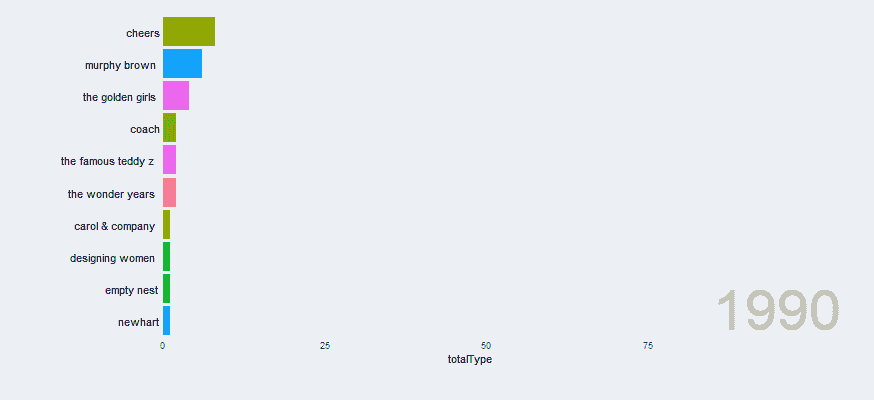 cheers
murphy brown
the golden girls
coach
the famous teddy z
the wonder years
carol & company
designing women
empty nest
newhart
1990
0 25 50 75
totalType